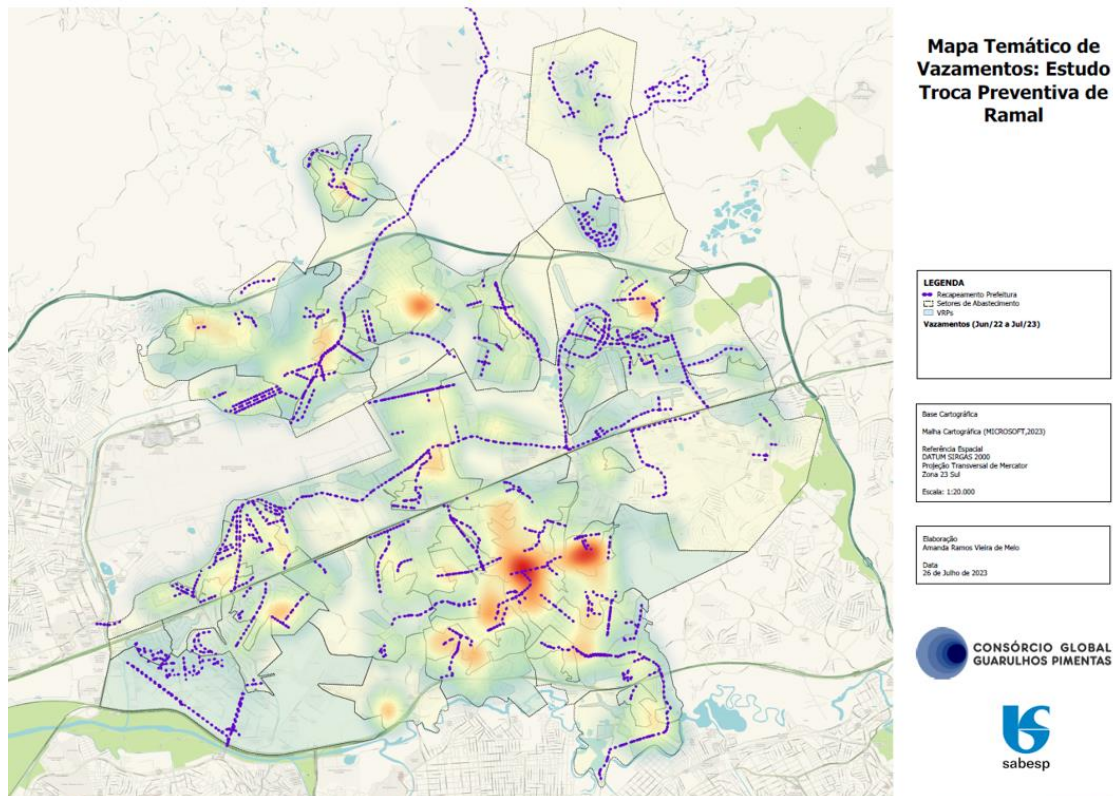 Mapa Temático de
Vazamentos: Estudo
Troca Preventiva de
Ramal
LEGENDA
Recapeamento Prefeitura
Setores de Abastecimento
VRPs
Vazamentos (Jun/22 a Jul/23)
Base Cartográfica
Malha Cartográfica (MICROSOFT,2023)
Referência Espacial
DATUM SIRGAS 2000
Projeção Transversal de Mercator
Zona 23 Sul
Escala: 1:20.000
Elaboração
Amanda Ramos Vieira de Melo
Data
26 de Julho de 2023
CONSÓRCIO GLOBAL
GUARULHOS PIMENTAS
sabesp